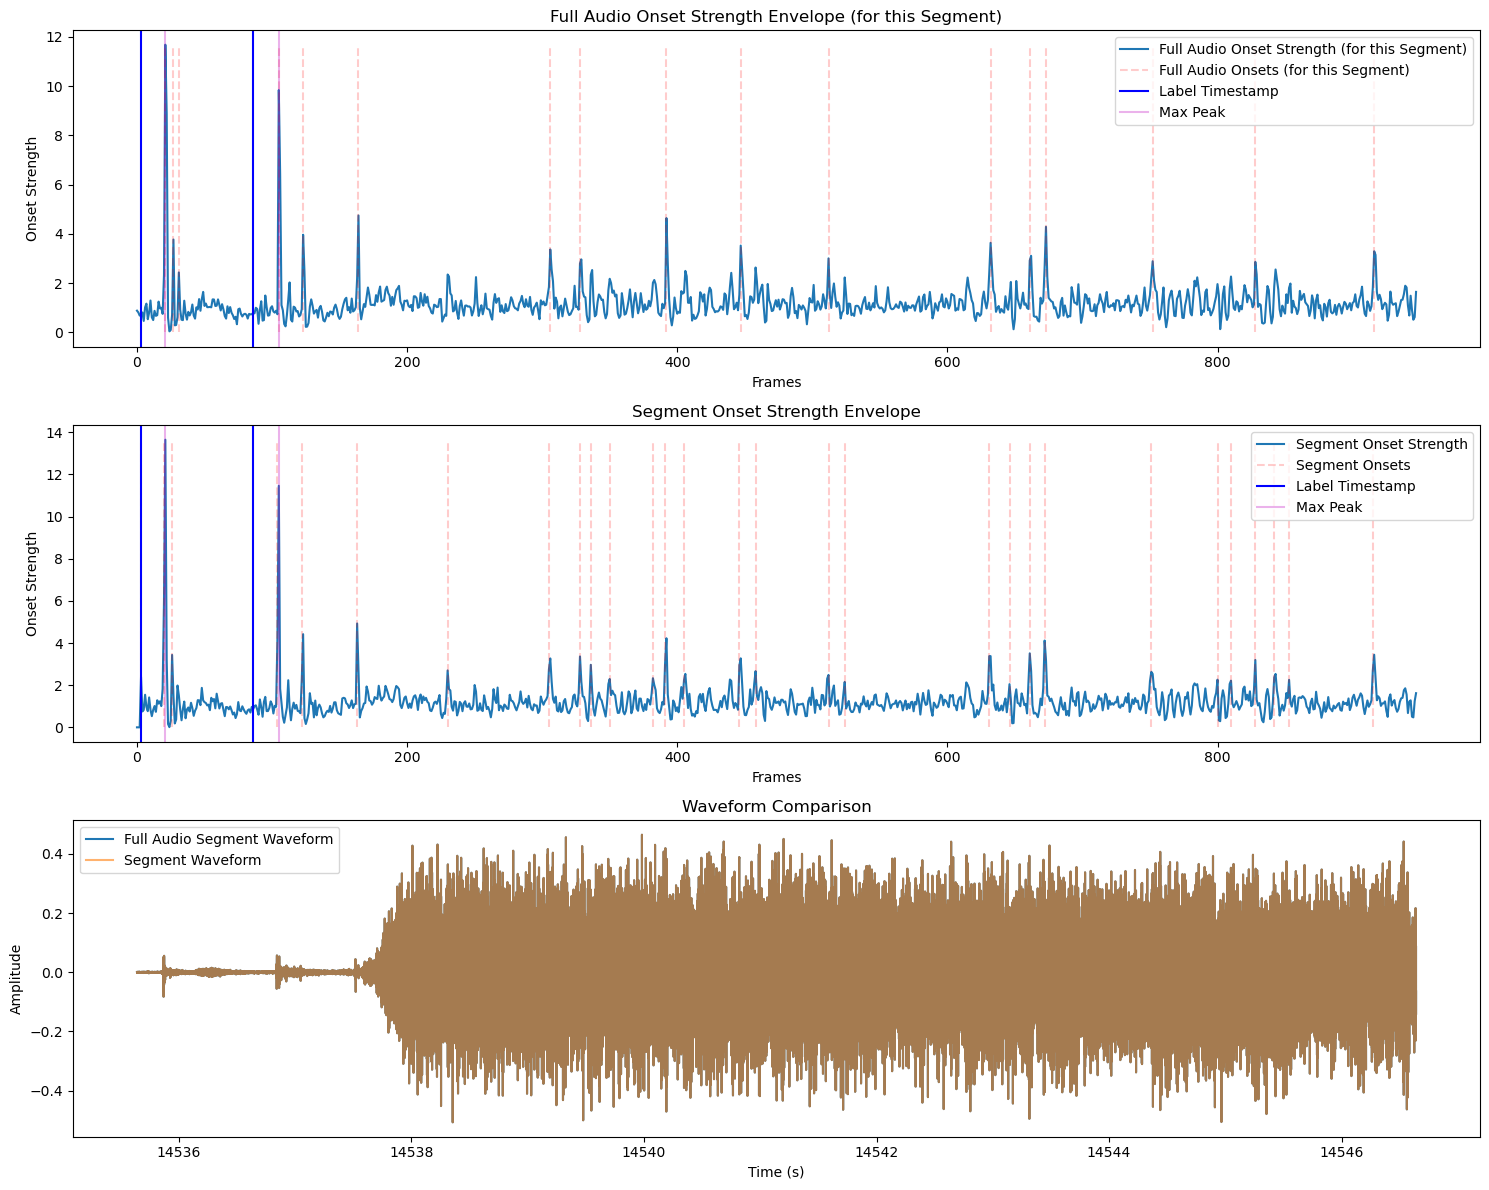 Full Audio Onset Strength Envelope (for this Segment)
12
10
8
6
4
2
0
Onset Strength
Full Audio Onset Strength (for this Segment)
Full Audio Onsets (for this Segment)
Label Timestamp
Max Peak
0 200 400 600 800
Frames
Segment Onset Strength Envelope
14
12
10
8
6
4
2
0
Onset Strength
Segment Onset Strength
Segment Onsets
Label Timestamp
Max Peak
0 200 400 600 800
Frames
Waveform Comparison
0.4
0.2
0.0
−0.2
−0.4
Amplitude
Full Audio Segment Waveform
Segment Waveform
14536 14538 14540 14542 14544 14546
Time (s)